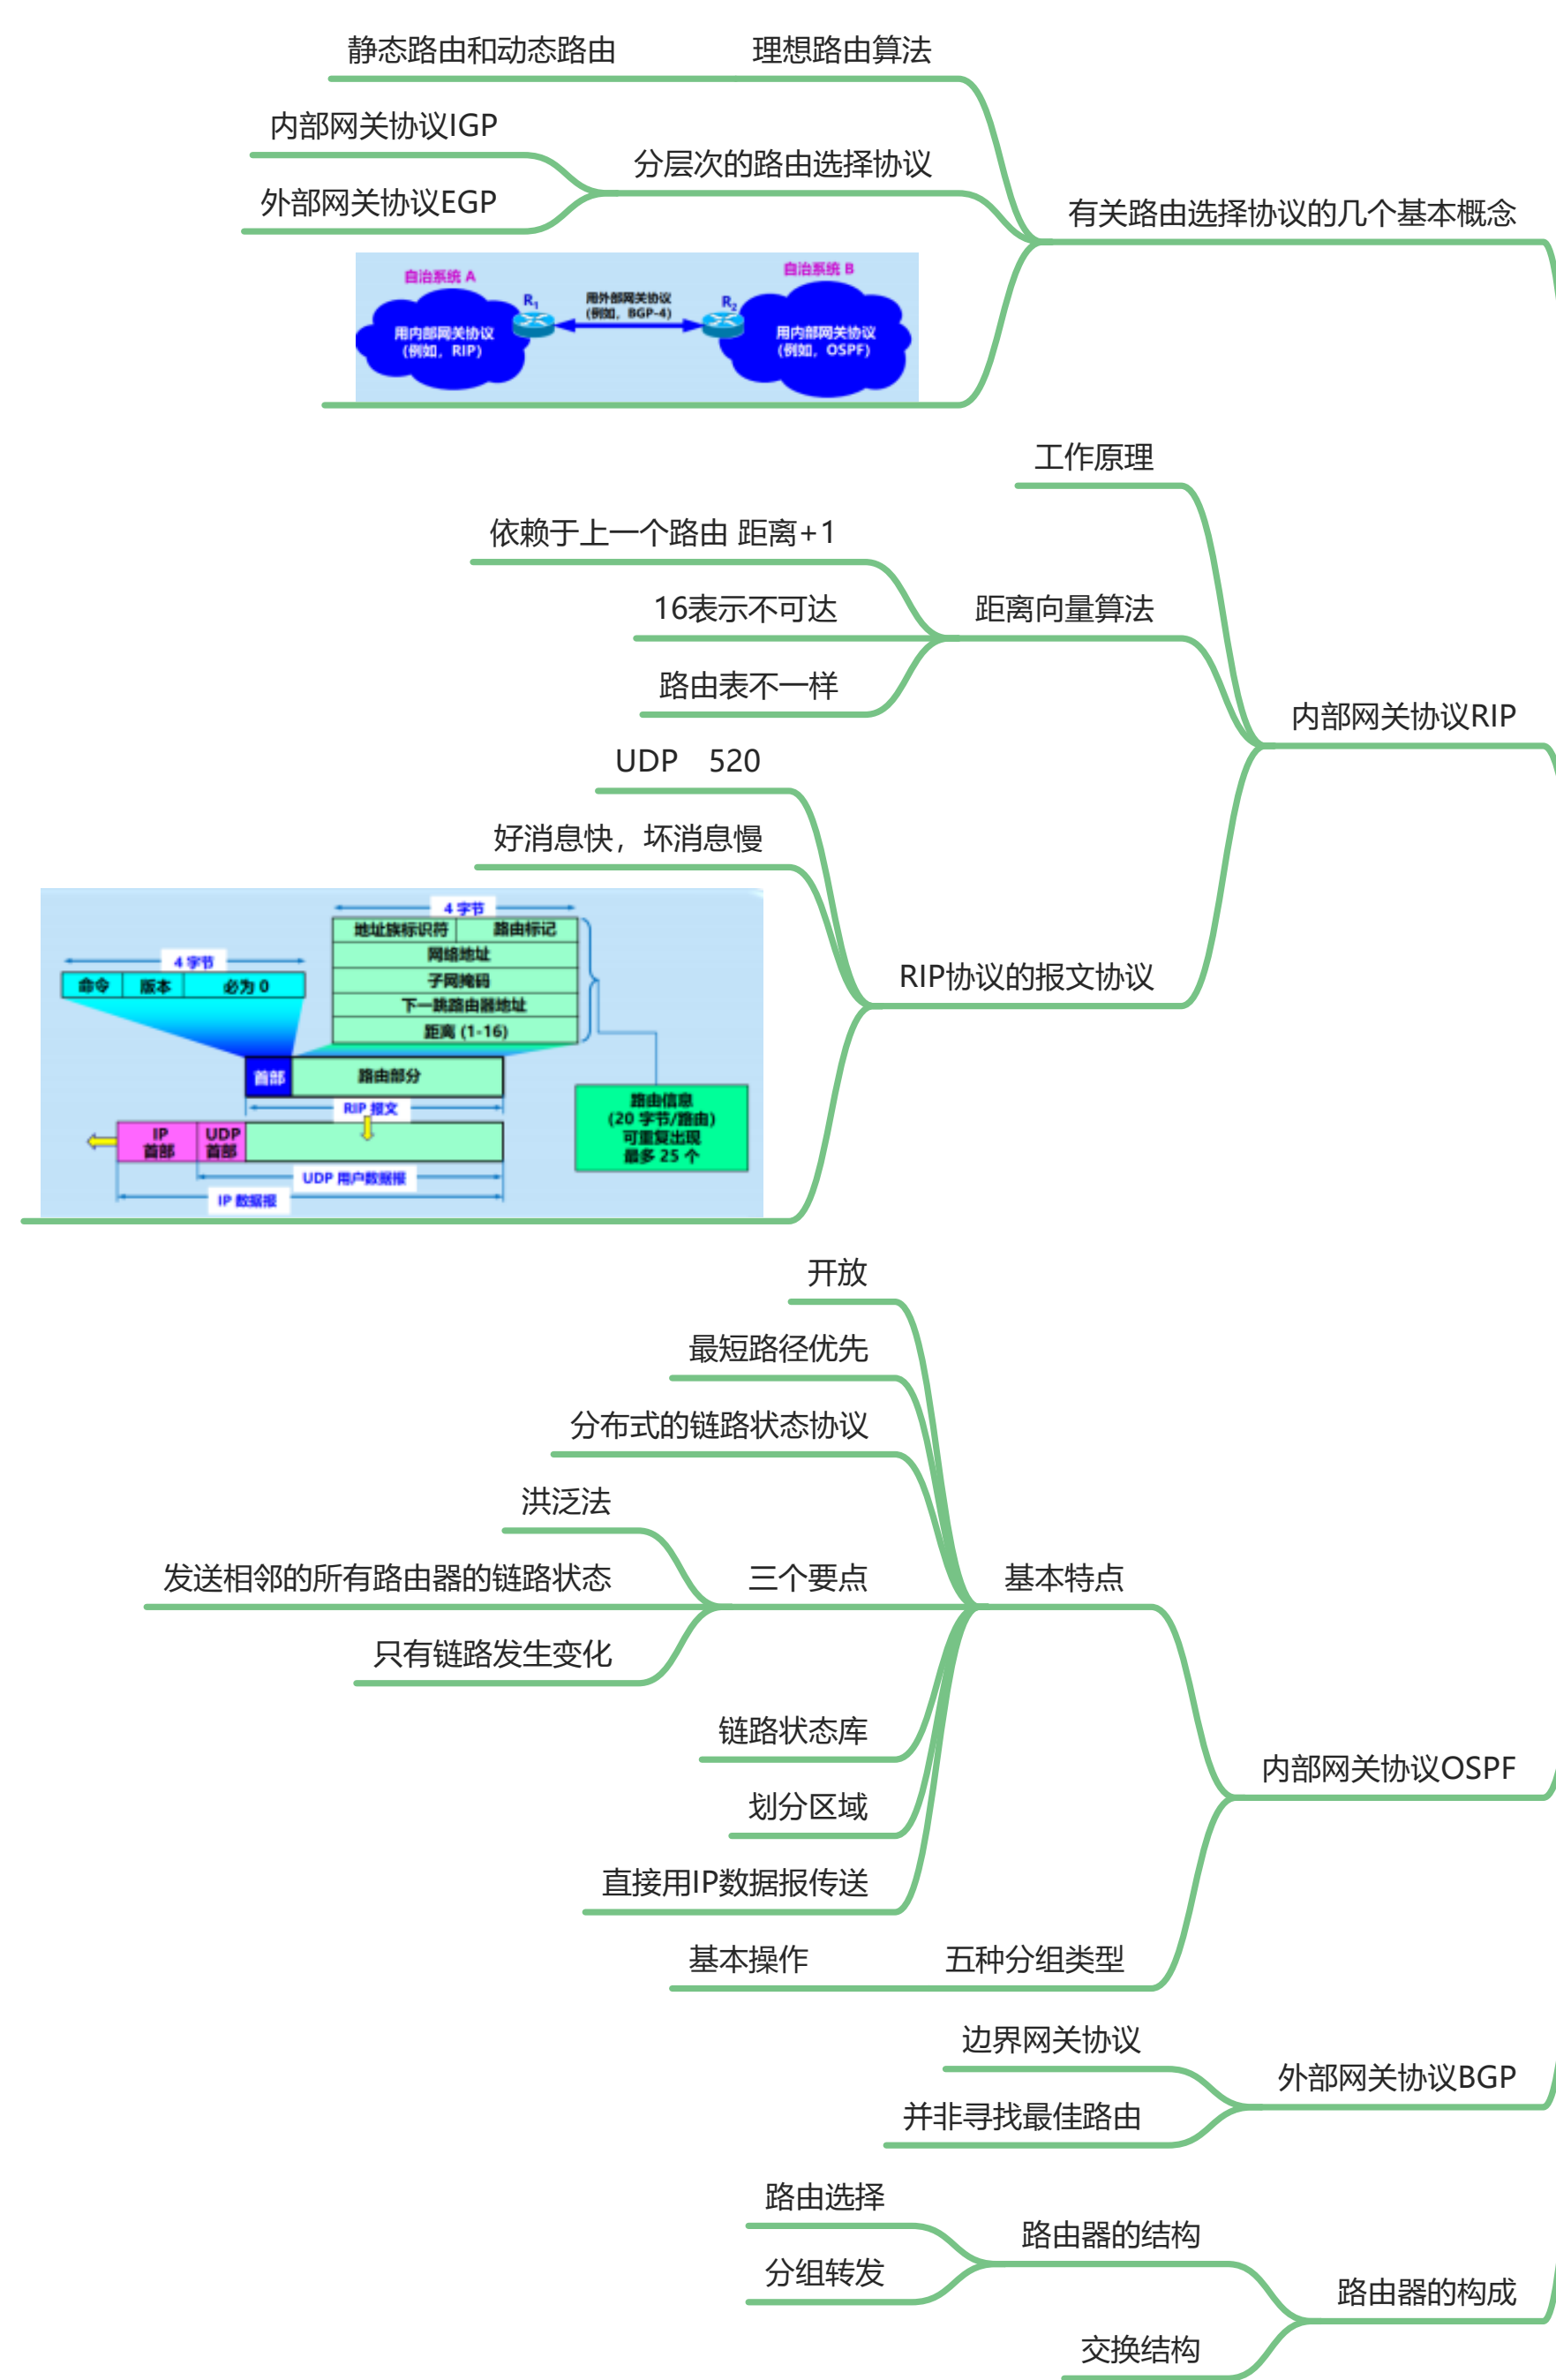 有关路由选择协议的几个基本概念
理想路由算法
静态路由和动态路由
分层次的路由选择协议
内部网关协议IGP
外部网关协议EGP
自治系统 A
自治系统 B
R1
用外部网关协议
(例如，BGP-4)
R2
用内部网关协议
(例如，RIP)
用内部网关协议
(例如，OSPF)
内部网关协议RIP
工作原理
距离向量算法
依赖于上一个路由 距离+1
16表示不可达
路由表不一样
RIP协议的报文协议
UDP 520
好消息快，坏消息慢
4 字节
地址族标识符 路由标记
网络地址
子网掩码
下一跳路由器地址
距离 (1-16)
4 字节
命令 版本 必为 0
首部 路由部分
RIP 报文
路由信息
(20 字节/路由)
可重复出现
最多 25 个
IP
首部
UDP
首部
UDP 用户数据报
IP 数据报
内部网关协议OSPF
基本特点
开放
最短路径优先
分布式的链路状态协议
三个要点
洪泛法
发送相邻的所有路由器的链路状态
只有链路发生变化
链路状态库
划分区域
直接用IP数据报传送
五种分组类型
基本操作
外部网关协议BGP
边界网关协议
并非寻找最佳路由
路由器的构成
路由器的结构
路由选择
分组转发
交换结构